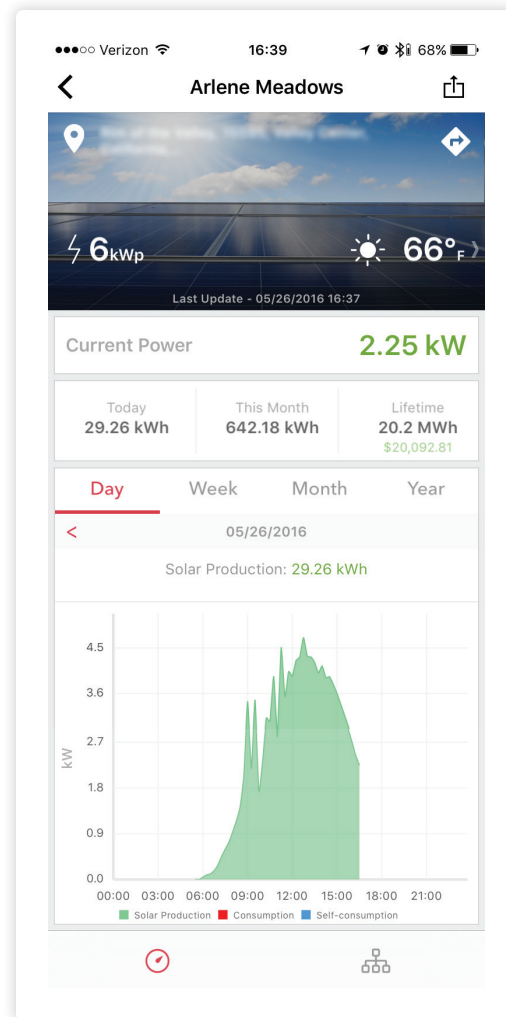 Verizon 16:39 68%
Arlene Meadows
6kWp 66°F
Last Update - 05/26/2016 16:37
Current Power 2.25 kW
Today This Month Lifetime
29.26 kWh 642.18 kWh 20.2 MWh
$20,092.81
Day Week Month Year
< 05/26/2016
Solar Production: 29.26 kWh
4.5
3.6
2.7
kW
1.8
0.9
0.0
00:00 03:00 06:00 09:00 12:00 15:00 18:00 21:00
Solar Production Consumption Self-consumption